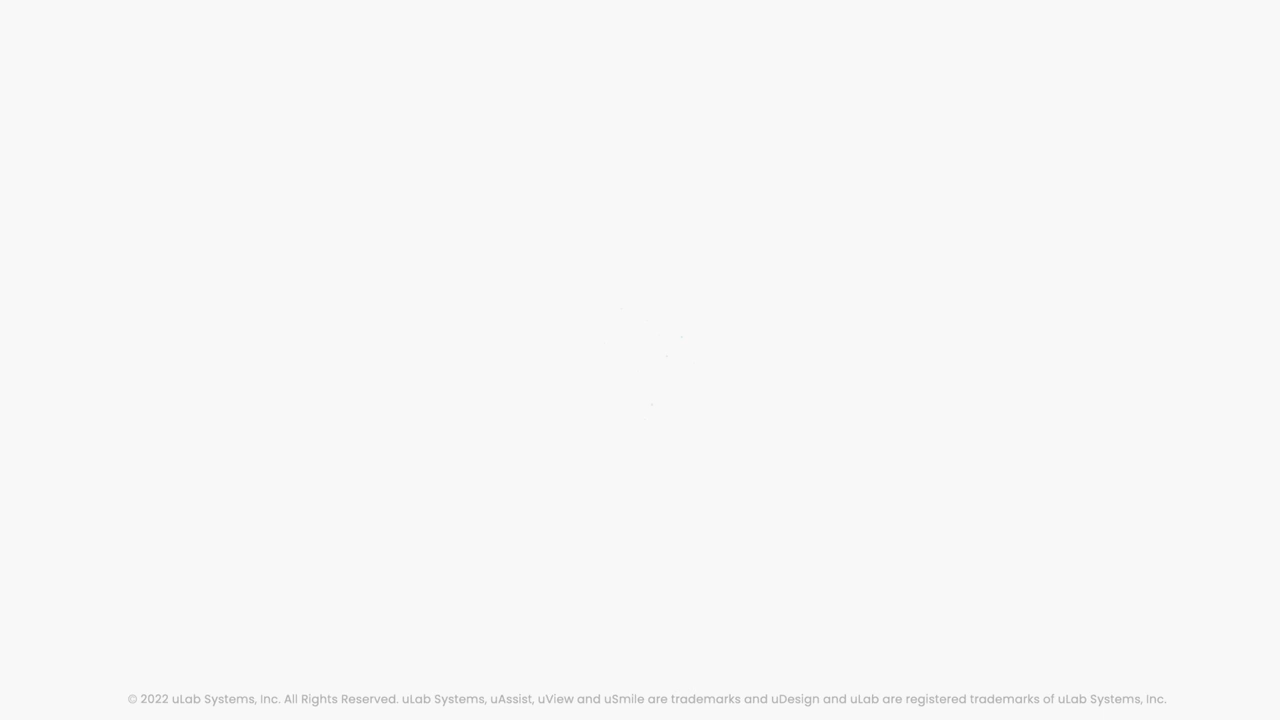 © 2022 uLab Systems, Inc. All Rights Reserved. uLab Systems, uAssist, uView and uSmile are trademarks and uDesign and uLab are registered trademarks of uLab Systems, Inc.